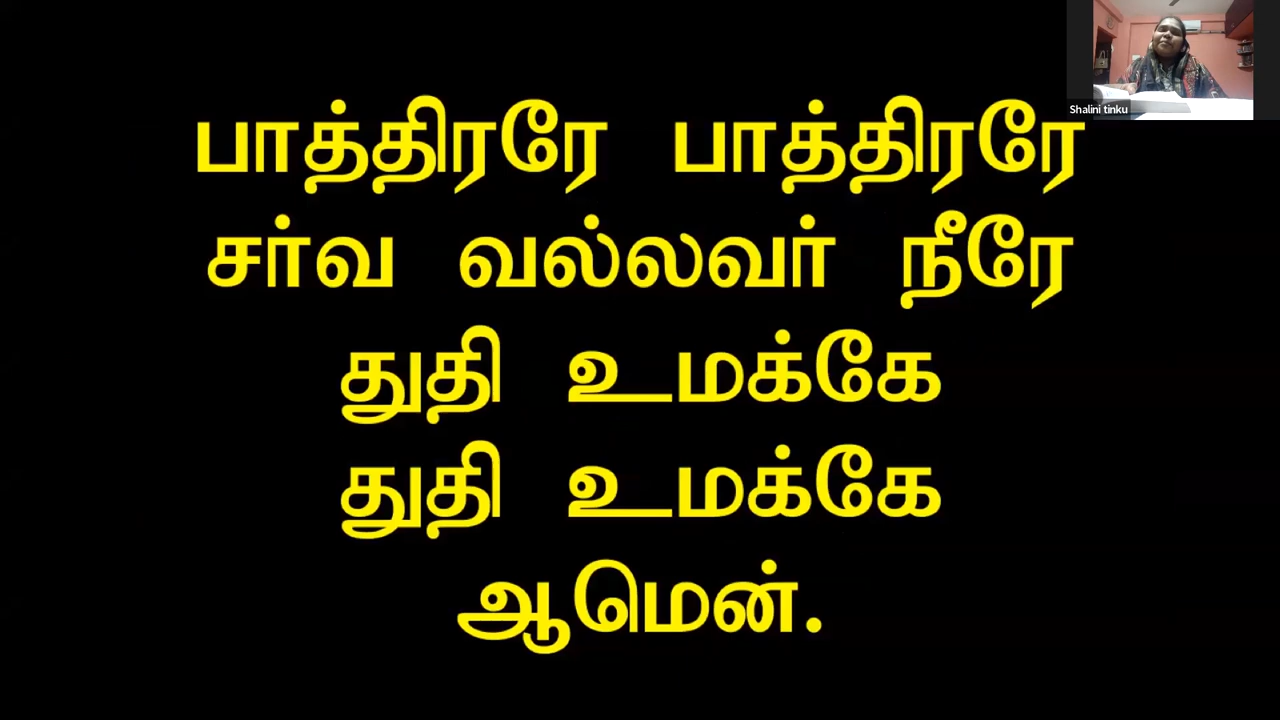 Shalini tinku
பாத்திரரே பாத்திரரே
சர்வ வல்லவர் நீரே
துதி உமக்கே
துதி உமக்கே
ஆமென்.